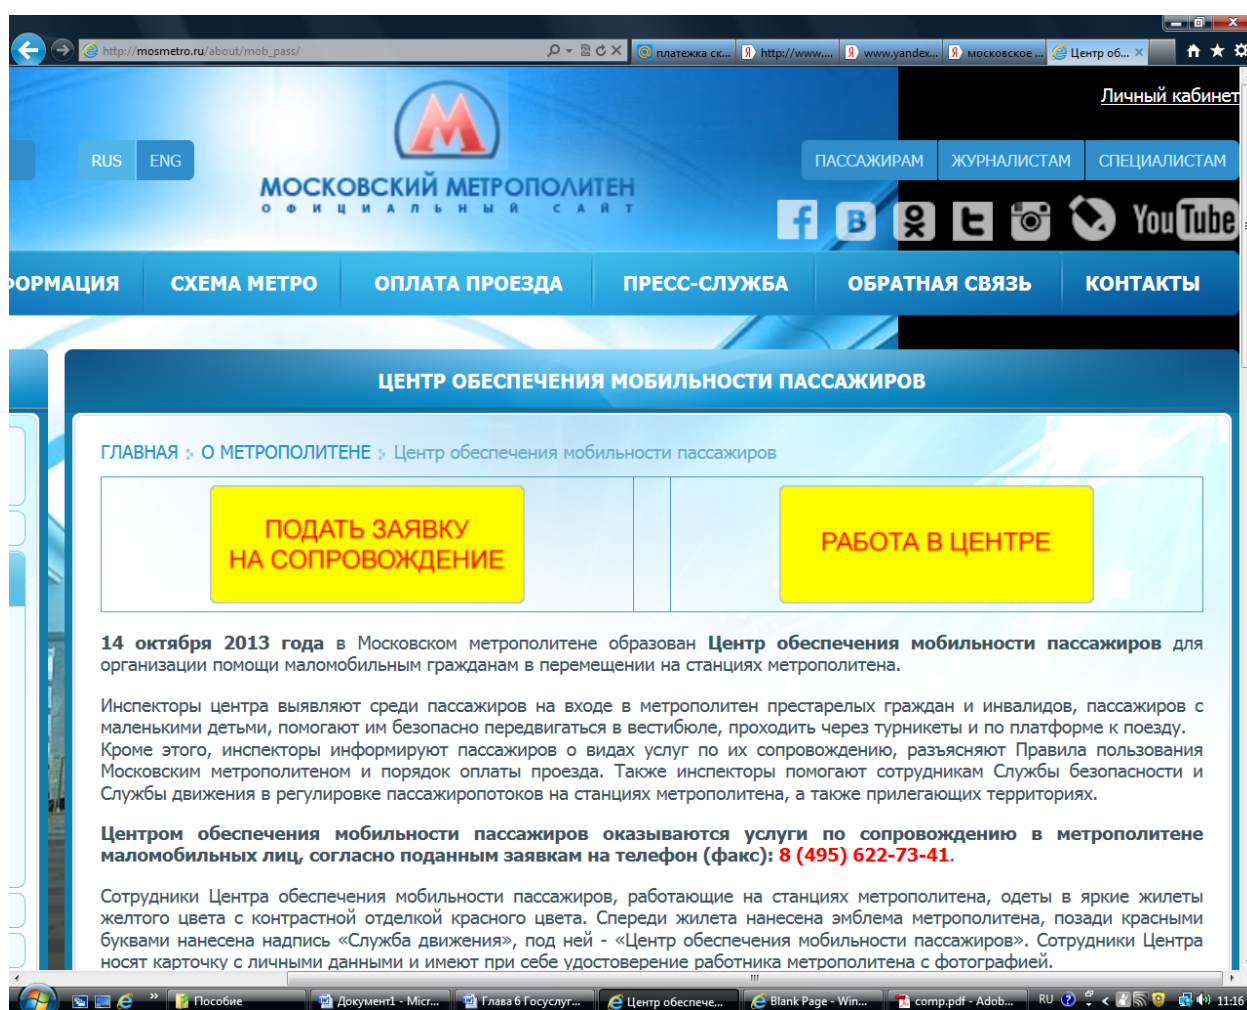 http://mosmetro.ru/about/mob_pass/
платежка ск...
http://www....
www.yandex...
московское ...
Центр об...
Личный кабинет
RUS ENG
ПАССАЖИРАМ ЖУРНАЛИСТАМ СПЕЦИАЛИСТАМ
МОСКОВСКИЙ МЕТРОПОЛИТЕН
ОФИЦИАЛЬНЫЙ САЙТ
You Tube
ФОРМАЦИЯ СХЕМА МЕТРО ОПЛАТА ПРОЕЗДА ПРЕСС-СЛУЖБА ОБРАТНАЯ СВЯЗЬ КОНТАКТЫ
ЦЕНТР ОБЕСПЕЧЕНИЯ МОБИЛЬНОСТИ ПАССАЖИРОВ
ГЛАВНАЯ О МЕТРОПОЛИТЕНЕ Центр обеспечения мобильности пассажиров
ПОДАТЬ ЗАЯВКУ
НА СОПРОВОЖДЕНИЕ
РАБОТА В ЦЕНТРЕ
14 октября 2013 года в Московском метрополитене образован Центр обеспечения мобильности пассажиров для
организации помощи маломобильным гражданам в перемещении на станциях метрополитена.
Инспекторы центра выявляют среди пассажиров на входе в метрополитен престарелых граждан и инвалидов, пассажиров с
маленькими детьми, помогают им безопасно передвигаться в вестибюле, проходить через турникеты и по платформе к поезду.
Кроме этого, инспекторы информируют пассажиров о видах услуг по их сопровождению, разъясняют Правила пользования
Московским метрополитеном и порядок оплаты проезда. Также инспекторы помогают сотрудникам Службы безопасности и
Службы движения в регулировке пассажиропотоков на станциях метрополитена, а также прилегающих территориях.
Центром обеспечения мобильности пассажиров оказываются услуги по сопровождению в метрополитене
маломобильных лиц, согласно поданным заявкам на телефон (факс): 8 (495) 622-73-41.
Сотрудники Центра обеспечения мобильности пассажиров, работающие на станциях метрополитена, одеты в яркие жилеты
желтого цвета с контрастной отделкой красного цвета. Спереди жилета нанесена эмблема метрополитена, позади красными
буквами нанесена надпись «Служба движения», под ней - «Центр обеспечения мобильности пассажиров». Сотрудники Центра
носят карточку с личными данными и имеют при себе удостоверение работника метрополитена с фотографией.
Пособие
Документ1 - Micr...
Глава 6 Госуслуг...
Центр обеспече...
Blank Page - Win...
comp.pdf - Adob...
RU
11:16